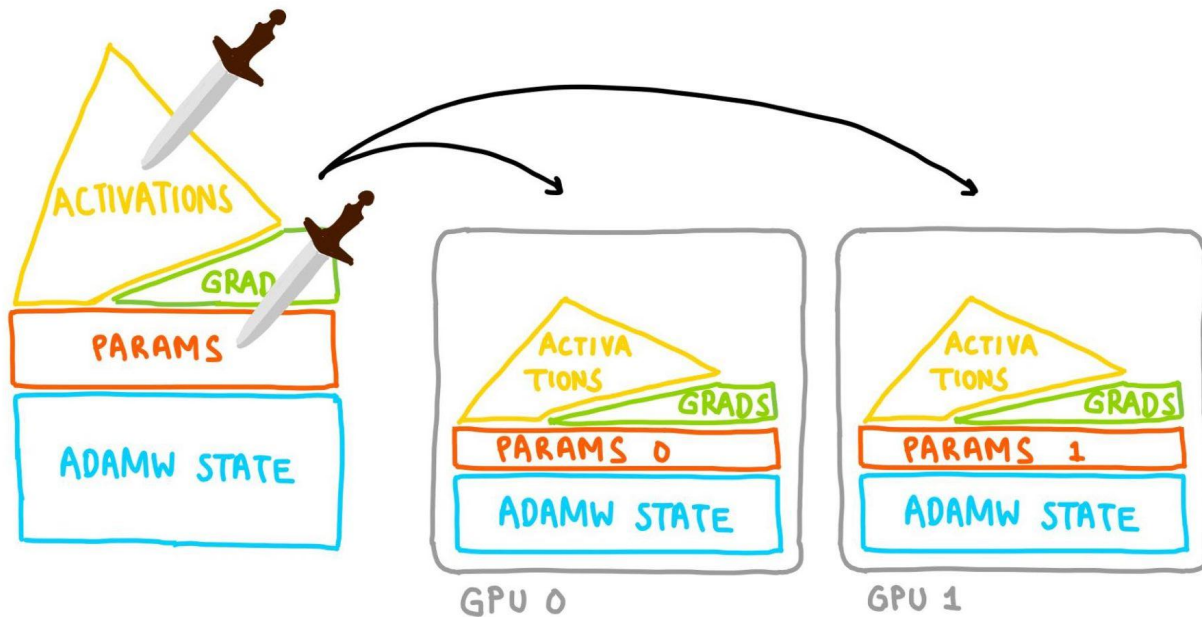 ACTIVATIONS
GRAD
PARAMS
ADAMW STATE
ACTIVA
TIONS
GRADS
PARAMS 0
ADAMW STATE
GPU 0
ACTIVA
TIONS
GRADS
PARAMS 1
ADAMW STATE
GPU 1